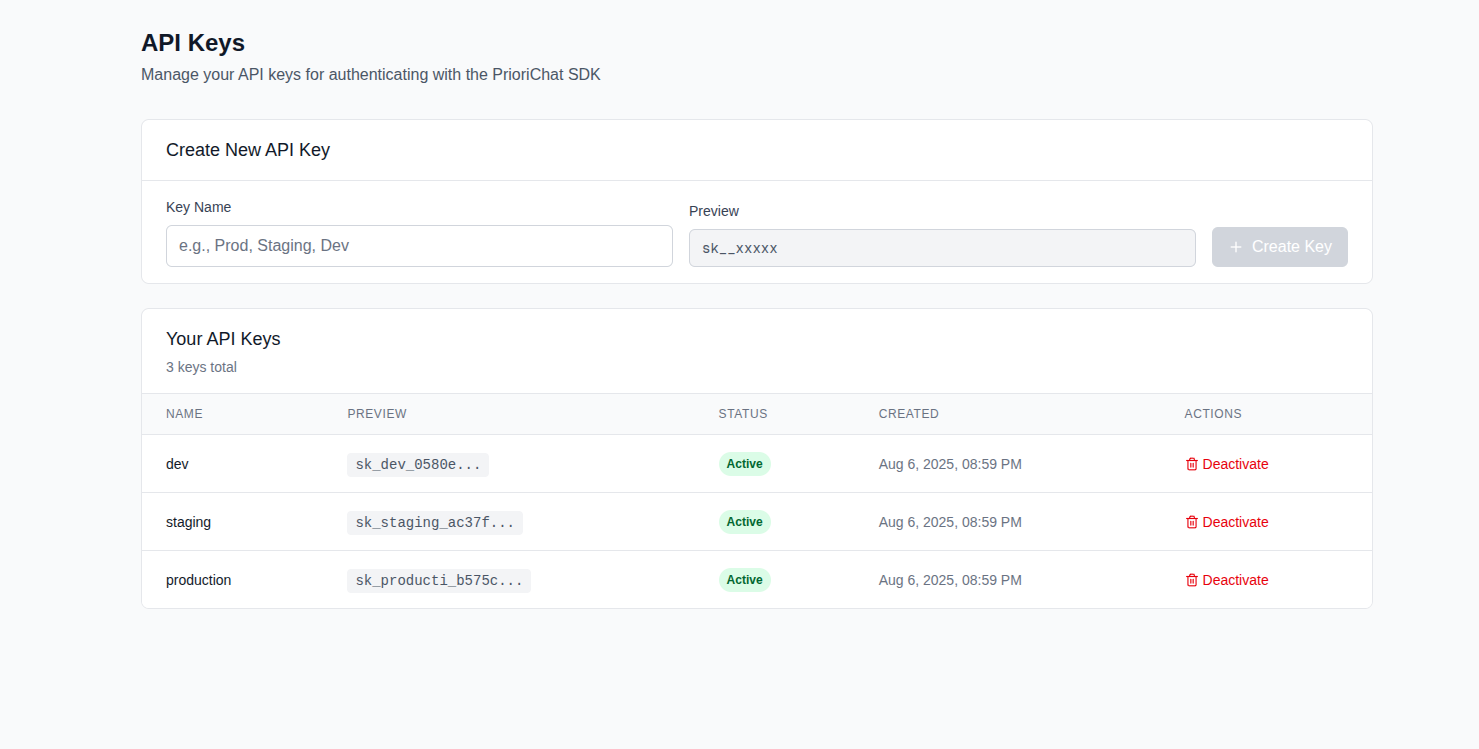 API Keys
Manage your API keys for authenticating with the PrioriChat SDK
Create New API Key
Key Name
Preview
e.g., Prod, Staging, Dev
sk__xxxxx
+ Create Key
Your API Keys
3 keys total
NAME PREVIEW STATUS CREATED ACTIONS
dev sk_dev_0580e... Active Aug 6, 2025, 08:59 PM Deactivate
staging sk_staging_ac37f... Active Aug 6, 2025, 08:59 PM Deactivate
production sk_producti_b575c... Active Aug 6, 2025, 08:59 PM Deactivate